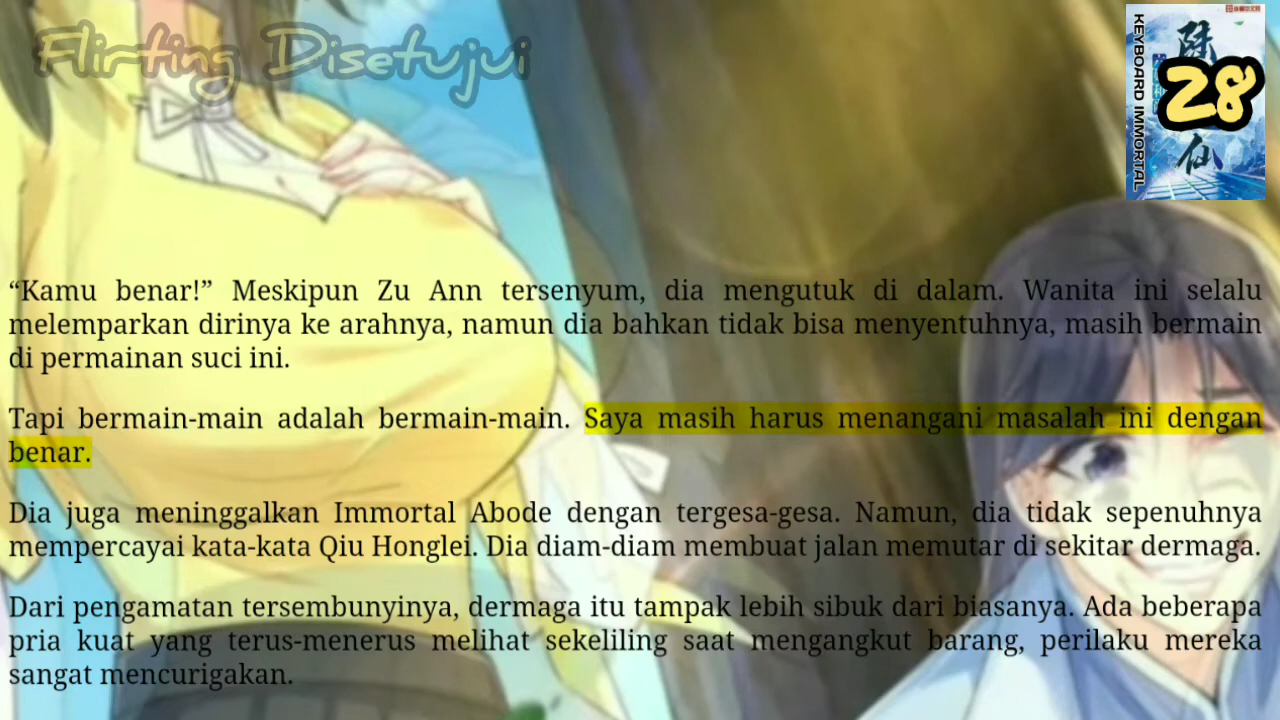 Flirting Disetujui
KEYBOARD IMMORTAL
28
仙
“Kamu benar!” Meskipun Zu Ann tersenyum, dia mengutuk di dalam. Wanita ini selalu
melemparkan dirinya ke arahnya, namun dia bahkan tidak bisa menyentuhnya, masih bermain
di permainan suci ini.
Tapi bermain-main adalah bermain-main. Saya masih harus menangani masalah ini dengan
benar.
Dia juga meninggalkan Immortal Abode dengan tergesa-gesa. Namun, dia tidak sepenuhnya
mempercayai kata-kata Qiu Honglei. Dia diam-diam membuat jalan memutar di sekitar dermaga.
Dari pengamatan tersembunyinya, dermaga itu tampak lebih sibuk dari biasanya. Ada beberapa
pria kuat yang terus-menerus melihat sekeliling saat mengangkut barang, perilaku mereka
sangat mencurigakan.